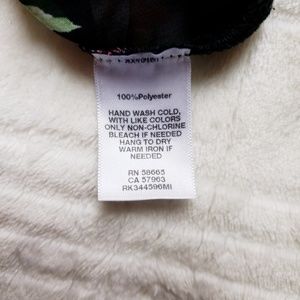 100%Polyester
HAND WASH COLD,
WITH LIKE COLORS
ONLY NON-CHLORINE
BLEACH IF NEEDED
HANG TO DRY
WARM IRON IF
NEEDED
RN 58665
CA 57963
RK344596MI